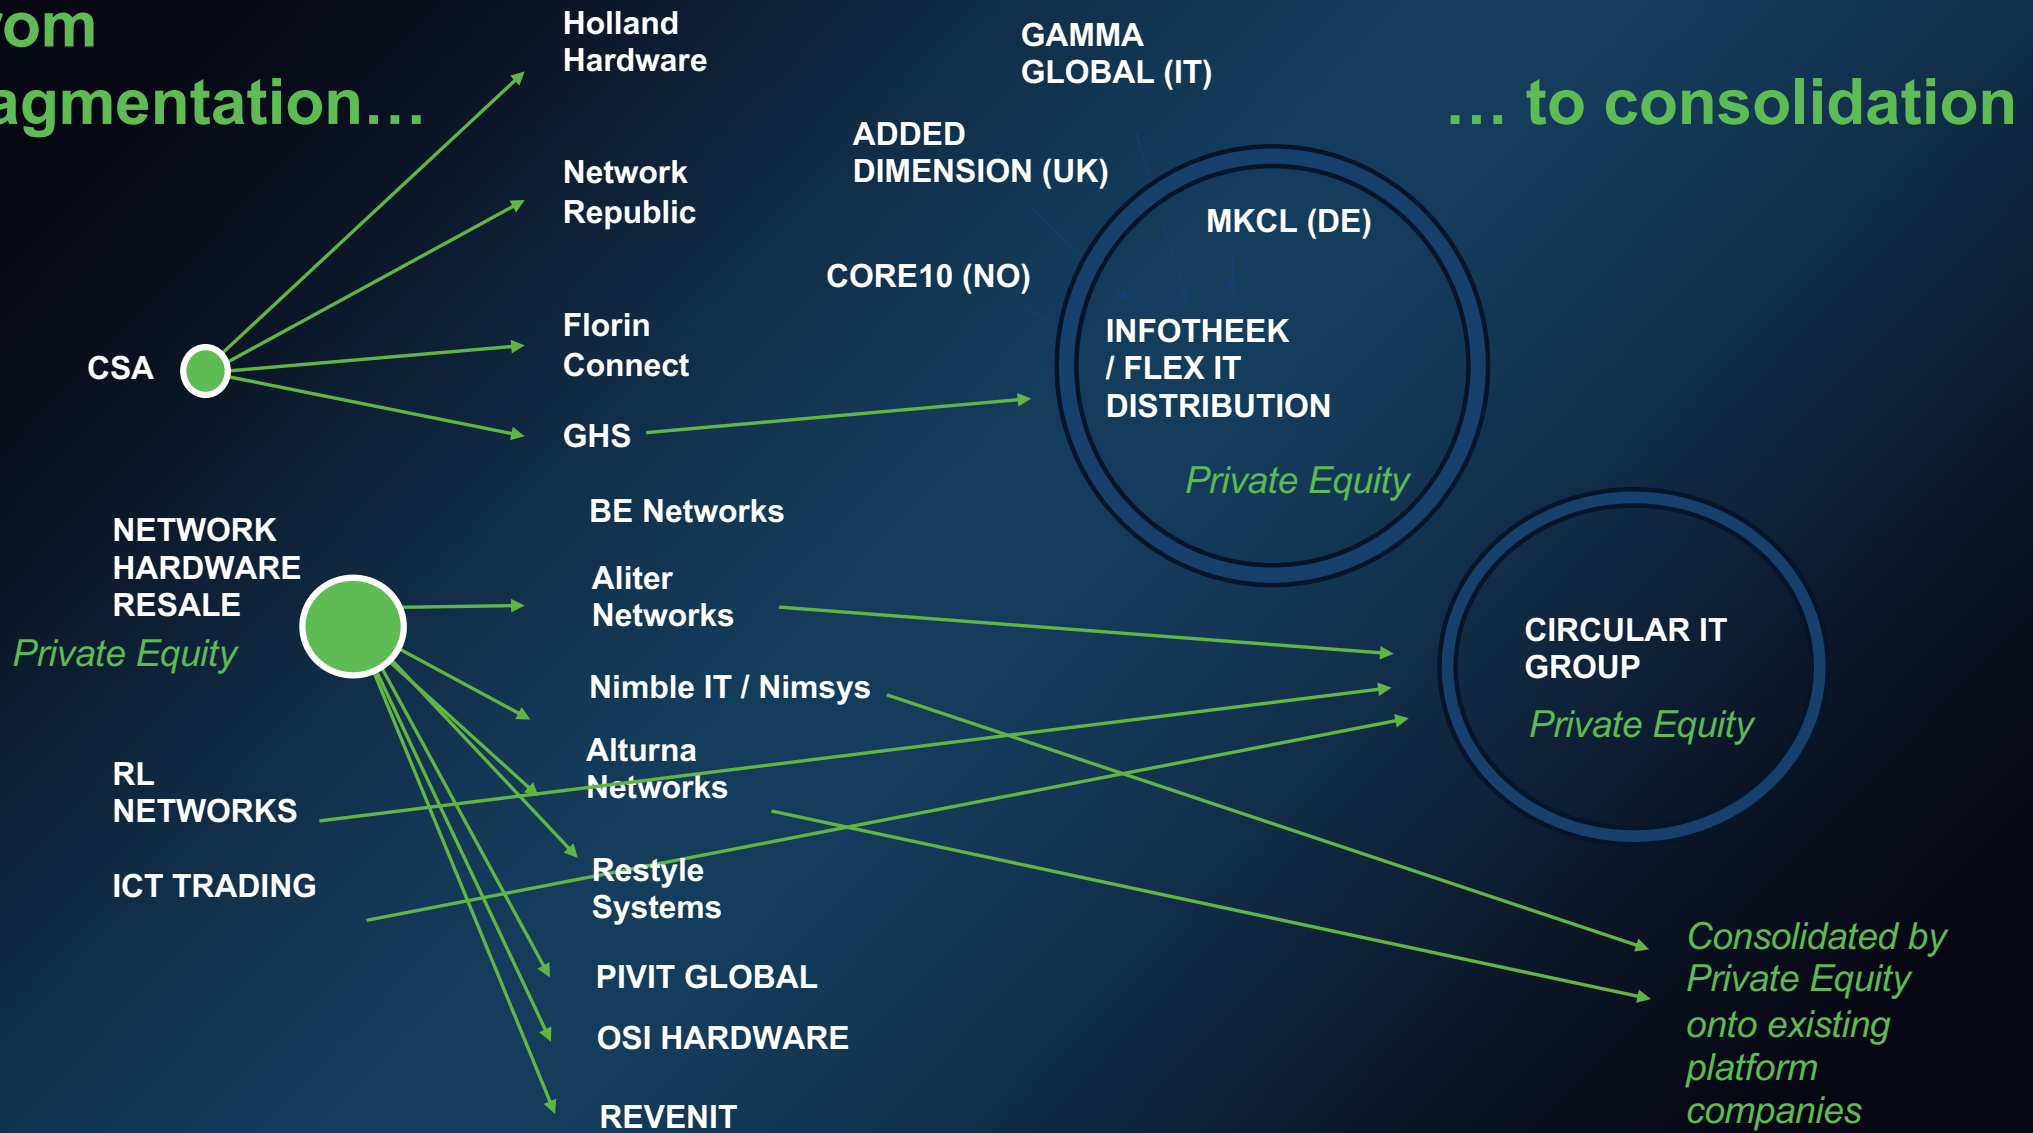 om
agmentation…
… to consolidation
Holland
Hardware
Network
Republic
Florin
Connect
GHS
CSA
GAMMA
GLOBAL (IT)
ADDED
DIMENSION (UK)
CORE10 (NO)
MKCL (DE)
INFOTHEEK
/ FLEX IT
DISTRIBUTION
Private Equity
NETWORK
HARDWARE
RESALE
Private Equity
RL
NETWORKS
ICT TRADING
BE Networks
Aliter
Networks
Nimble IT / Nimsys
Alturna
Networks
Restyle
Systems
PIVIT GLOBAL
OSI HARDWARE
REVENIT
CIRCULAR IT
GROUP
Private Equity
Consolidated by
Private Equity
onto existing
platform
companies